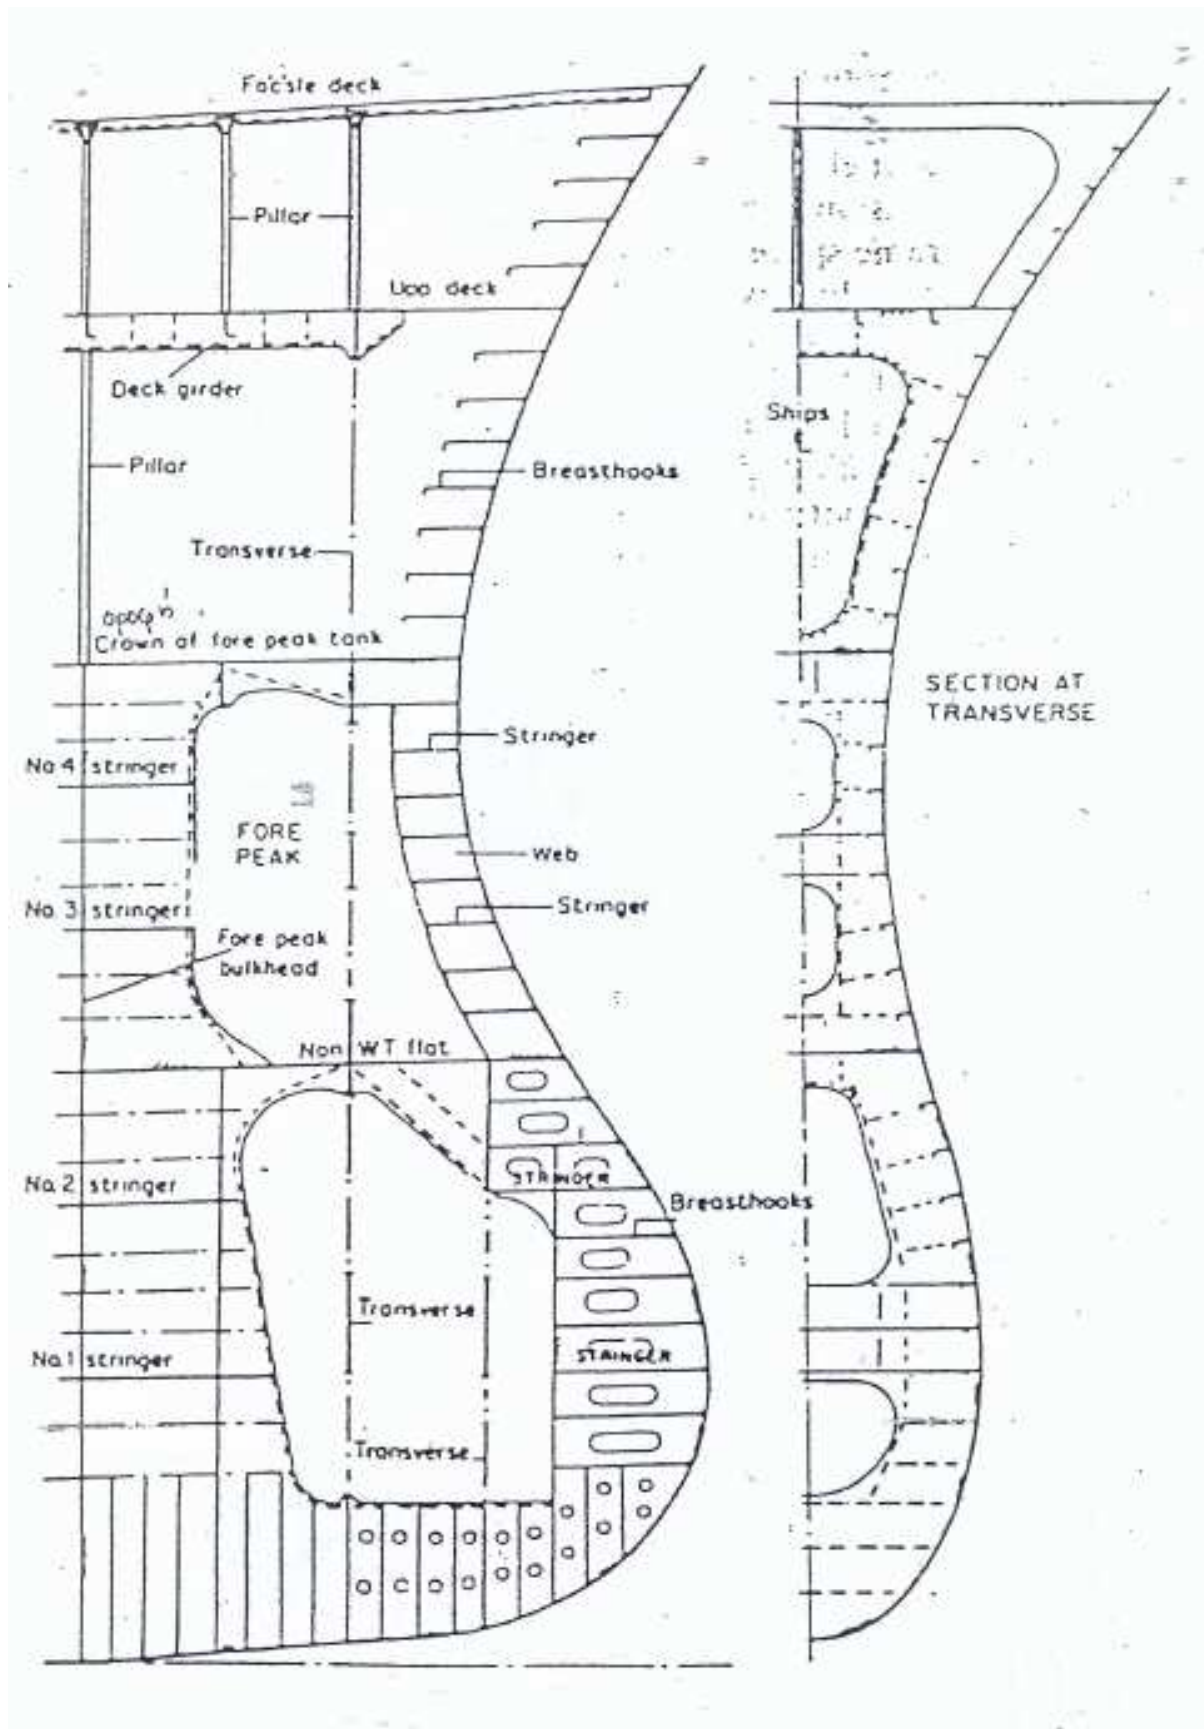 Fo'c'sle deck
Pillar
Upp deck
Deck girder
Ships
Pillar
Breasthooks
Transverse
Crown of fore peak tank
SECTION AT
TRANSVERSE
Stringer
No.4 stringer
FORE
PEAK
Web
Stringer
No.3 stringer
Fore peak
bulkhead
Non WT flat
STRINGER
No.2 stringer
Breasthooks
Transverse
STRINGER
No.1 stringer
Transverse